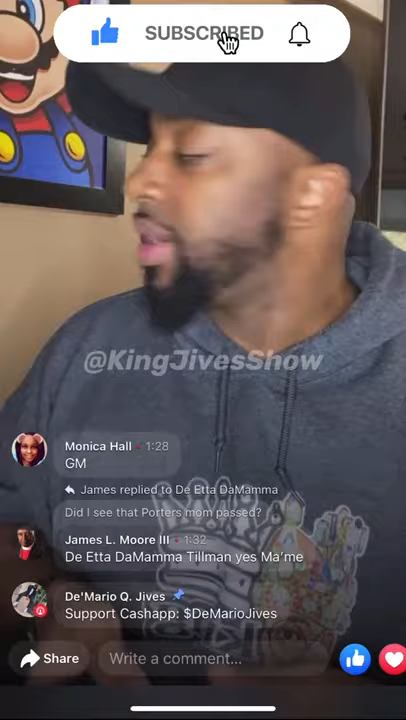 SUBSCRIBED
@KingJivesShow
Monica Hall 1:28
GM
James replied to De Etta DaMamma
Did I see that Porters mom passed?
James L. Moore III 1:32
De Etta DaMamma Tillman yes Ma'me
De'Mario Q. Jives
Support Cashapp: $DeMarioJives
Share
Write a comment...